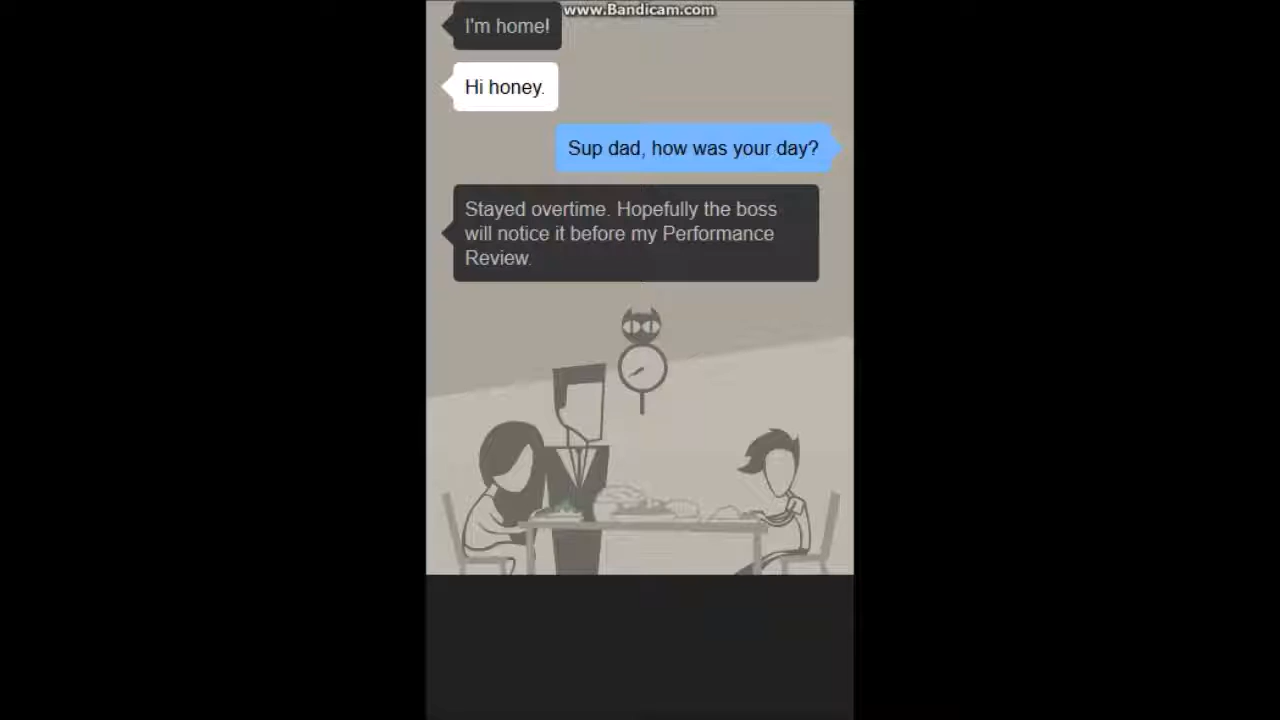 www.Bandicam.com
I'm home!
Hi honey.
Sup dad, how was your day?
Stayed overtime. Hopefully the boss
will notice it before my Performance
Review.